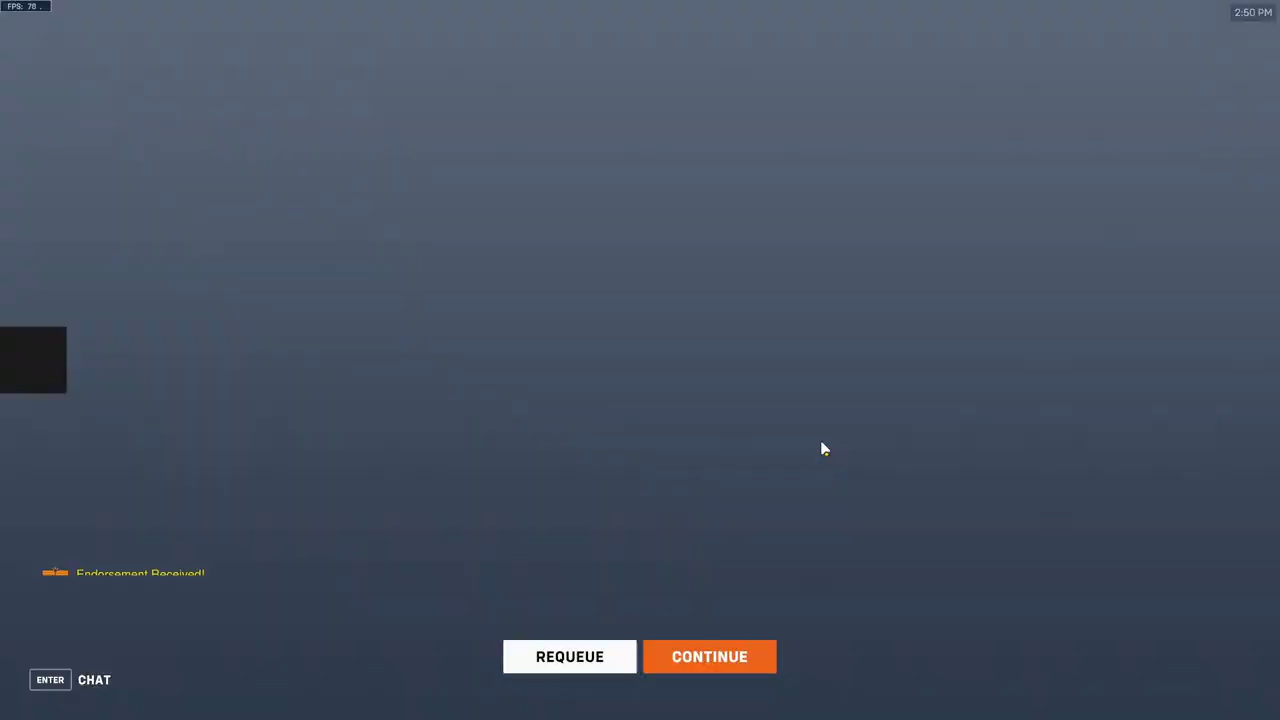 FPS: 78 .
2:50 PM
Endorsement Received!
REQUEUE
CONTINUE
ENTER
CHAT